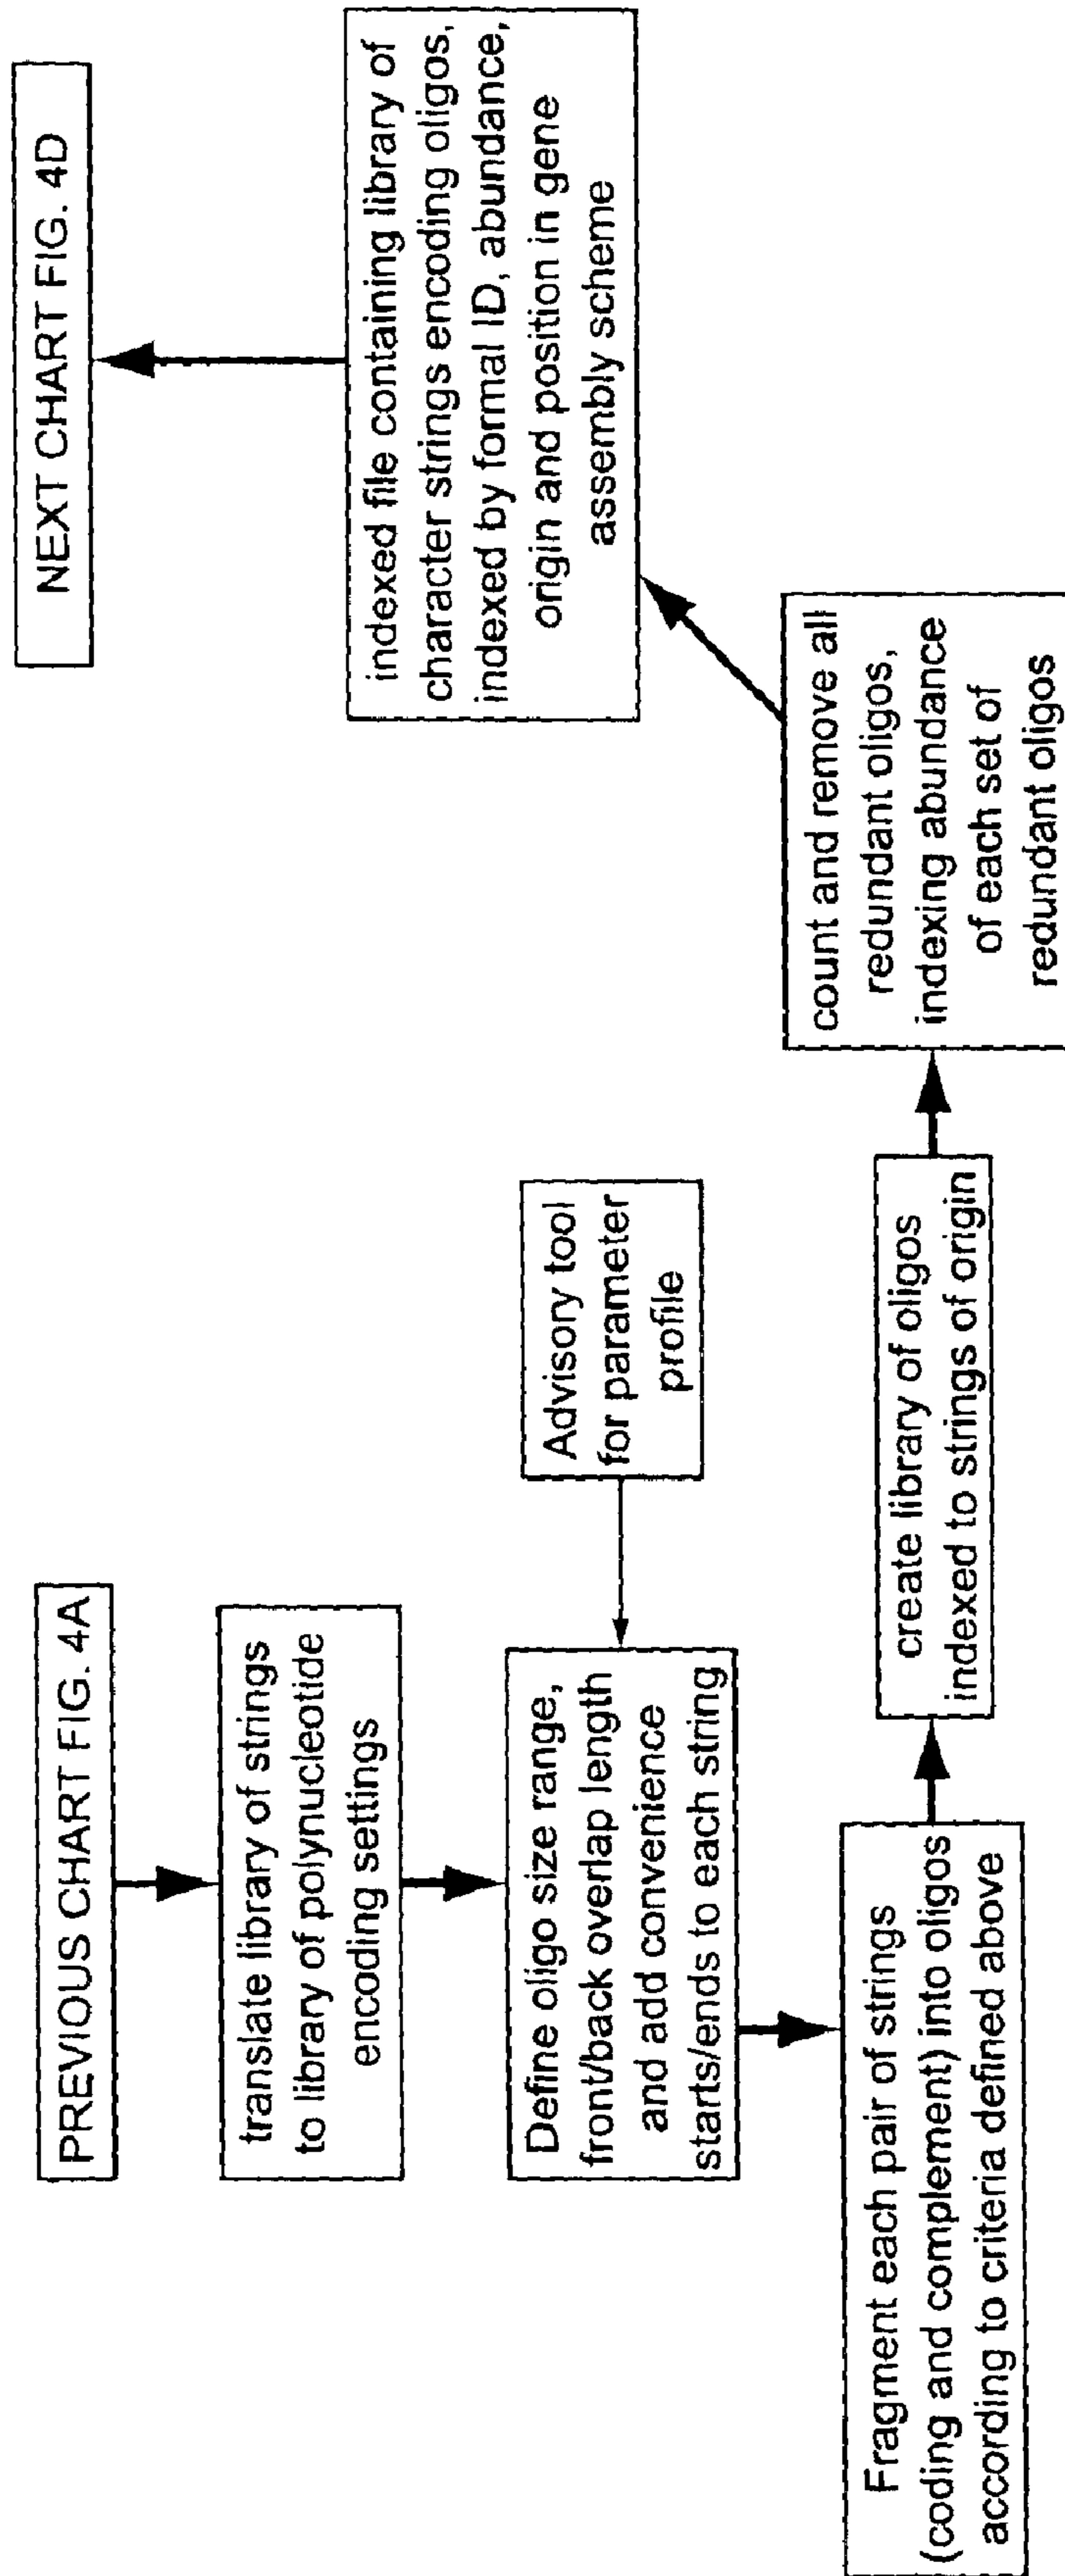 PREVIOUS CHART FIG. 4A
translate library of strings
to library of polynucleotide
encoding settings
Define oligo size range,
front/back overlap length
and add convenience
starts/ends to each string
Advisory tool
for parameter
profile
Fragment each pair of strings
(coding and complement) into oligos
according to criteria defined above
create library of oligos
indexed to strings of origin
count and remove all
redundant oligos,
indexing abundance
of each set of
redundant oligos
indexed file containing library of
character strings encoding oligos,
indexed by formal ID, abundance,
origin and position in gene
assembly scheme
NEXT CHART FIG. 4D